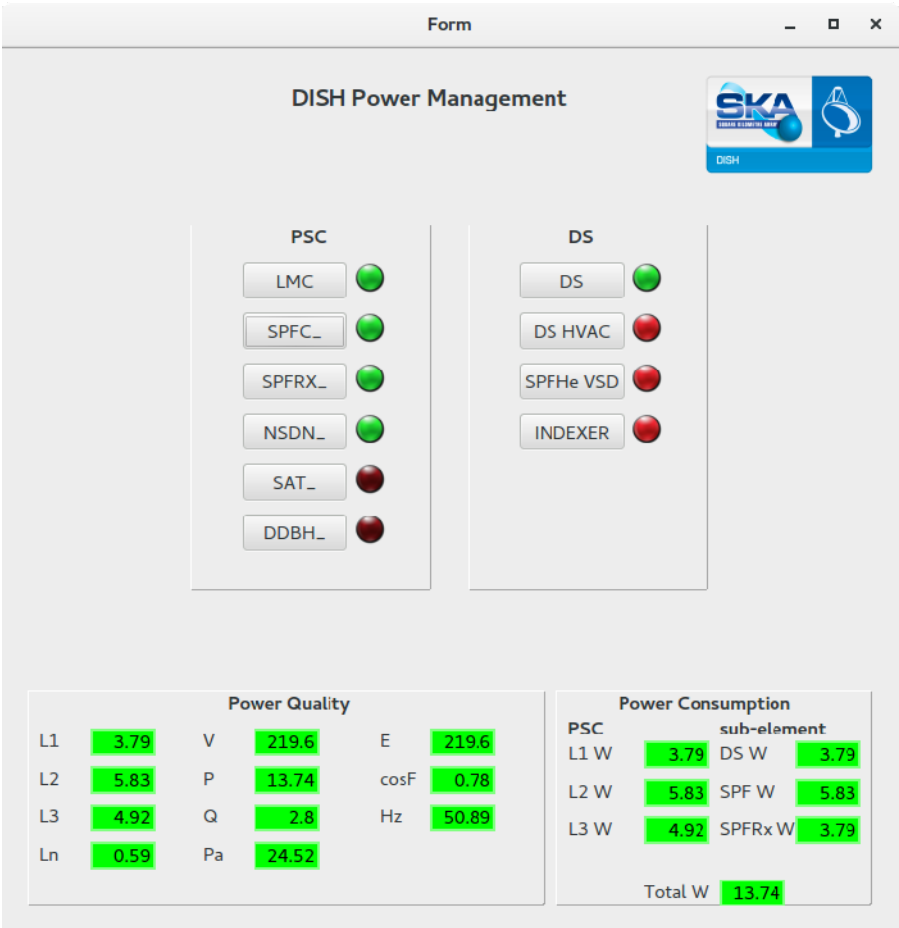 Form
DISH Power Management
SKA
SQUARE KILOMETRE ARRAY
DISH
PSC
LMC
SPFC_
SPFRX_
NSDN_
SAT_
DDBH_
DS
DS
DS HVAC
SPFHe VSD
INDEXER
Power Quality
L1 3.79 V 219.6 E 219.6
L2 5.83 P 13.74 cosF 0.78
L3 4.92 Q 2.8 Hz 50.89
Ln 0.59 Pa 24.52
Power Consumption
PSC sub-element
L1 W 3.79 DS W 3.79
L2 W 5.83 SPF W 5.83
L3 W 4.92 SPFRx W 3.79
Total W 13.74